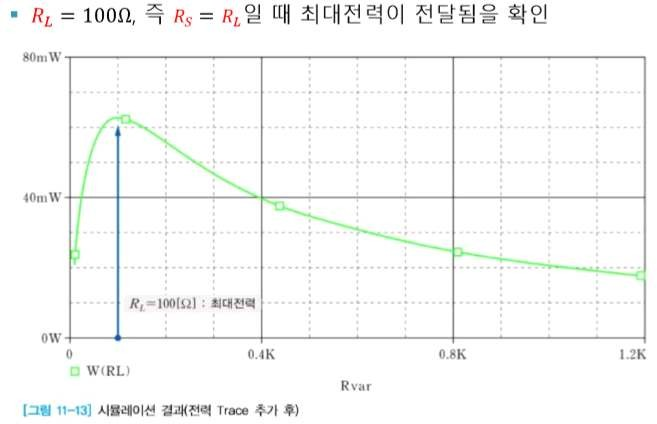 ▪ R_L = 100Ω, 즉 R_S = R_L일 때 최대전력이 전달됨을 확인
80mW
40mW
R_L=100[Ω] : 최대전력
0W
0 0.4K 0.8K 1.2K
W(RL)
Rvar
[그림 11-13] 시뮬레이션 결과(전력 Trace 추가 후)